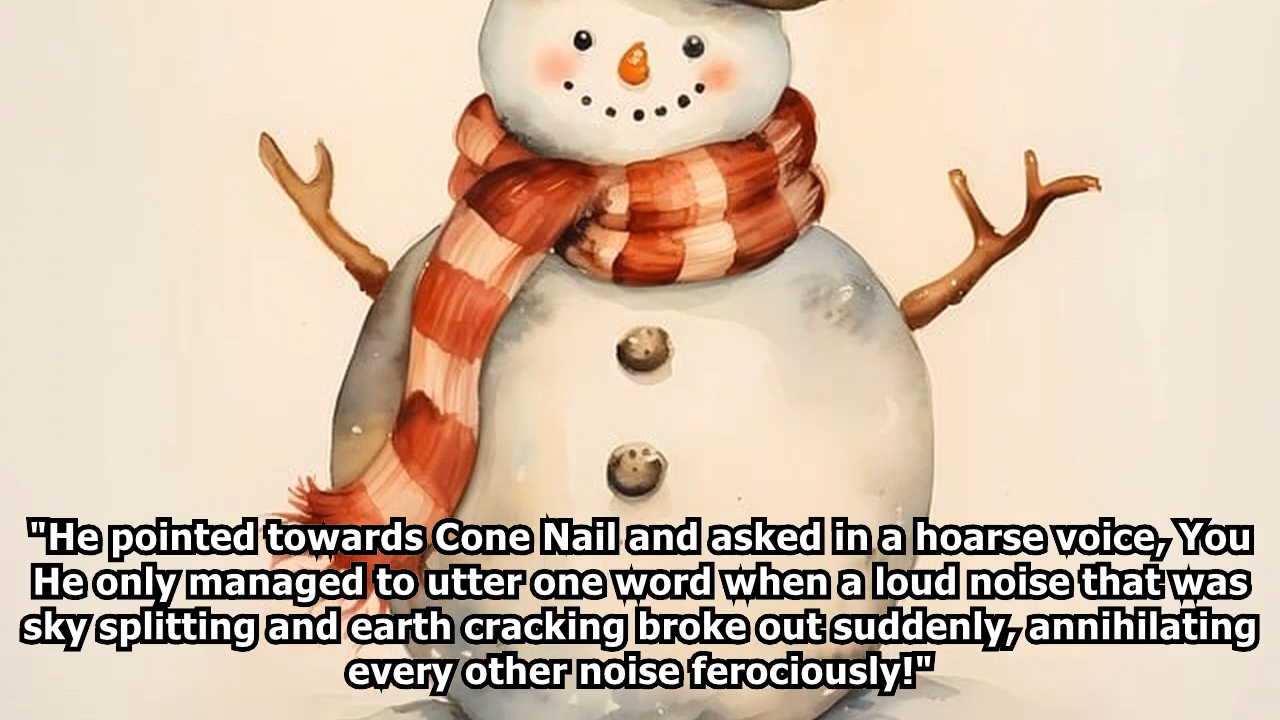 "He pointed towards Cone Nail and asked in a hoarse voice, You
He only managed to utter one word when a loud noise that was
sky splitting and earth cracking broke out suddenly, annihilating
every other noise ferociously!"